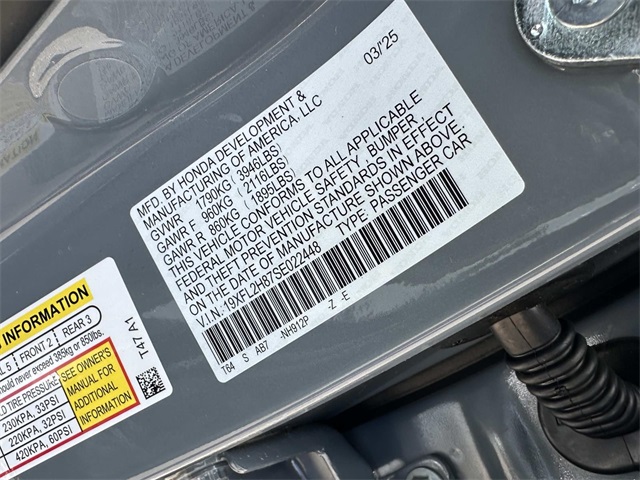 MFD. BY HONDA DEVELOPMENT & 03/'25
MANUFACTURING OF AMERICA, LLC
GVWR 1790KG ( 3946LBS)
GAWR F 960KG ( 2116LBS)
GAWR R 860KG ( 1895LBS)
THIS VEHICLE CONFORMS TO ALL APPLICABLE
FEDERAL MOTOR VEHICLE SAFETY, BUMPER,
AND THEFT PREVENTION STANDARDS IN EFFECT
ON THE DATE OF MANUFACTURE SHOWN ABOVE.
V.I.N.: 19XFL2H87SE022448 TYPE: PASSENGER CAR
T64 S AB7 -NH912P -Z -E
INFORMATION
5 FRONT 2 REAR 3
should never exceed 385kg or 850lbs.
TIRE PRESSURE
230KPA, 33PSI
220KPA, 32PSI
420KPA, 60PSI
SEE OWNER'S
MANUAL FOR
ADDITIONAL
INFORMATION
T47 A1